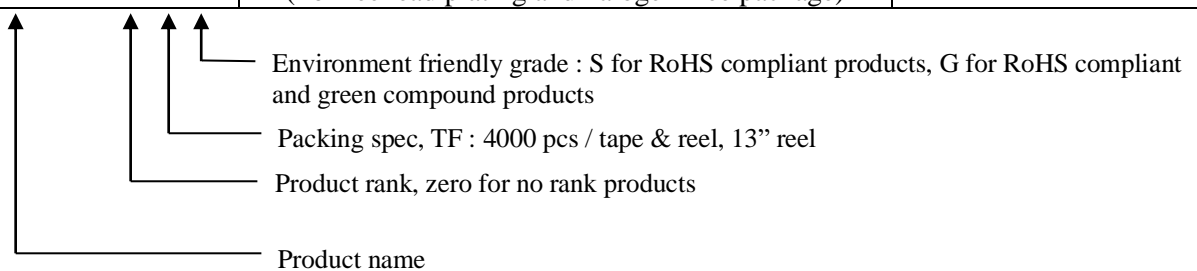 Environment friendly grade : S for RoHS compliant products, G for RoHS compliant
and green compound products
Packing spec, TF : 4000 pcs / tape & reel, 13” reel
Product rank, zero for no rank products
Product name